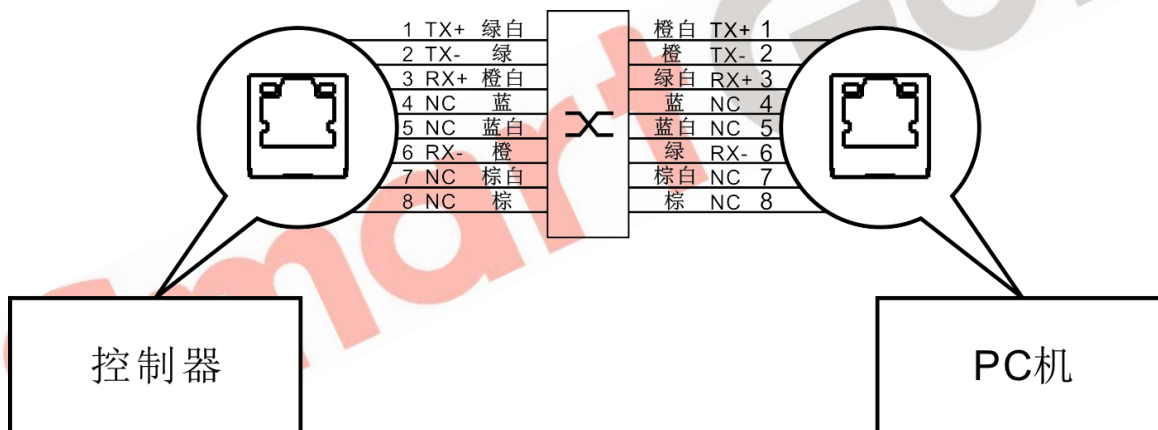 1 TX+ 绿白
2 TX- 绿
3 RX+ 橙白
4 NC 蓝
5 NC 蓝白
6 RX- 橙
7 NC 棕白
8 NC 棕
橙白 TX+ 1
橙 TX- 2
绿白 RX+ 3
蓝 NC 4
蓝白 NC 5
绿 RX- 6
棕白 NC 7
棕 NC 8
控制器
PC机